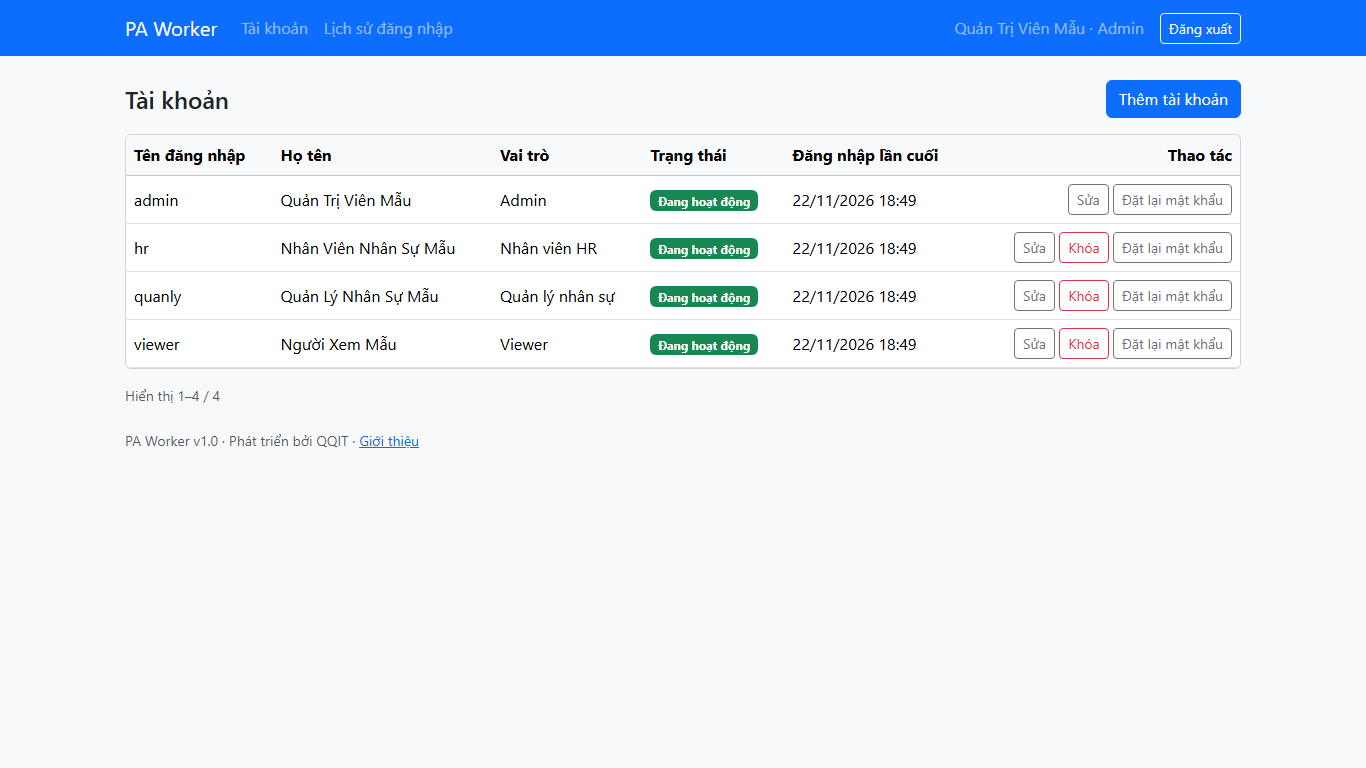 PA Worker Tài khoản Lịch sử đăng nhập Quản Trị Viên Mẫu · Admin Đăng xuất
Tài khoản Thêm tài khoản
Tên đăng nhập Họ tên Vai trò Trạng thái Đăng nhập lần cuối Thao tác
admin Quản Trị Viên Mẫu Admin Đang hoạt động 22/11/2026 18:49 Sửa Đặt lại mật khẩu
hr Nhân Viên Nhân Sự Mẫu Nhân viên HR Đang hoạt động 22/11/2026 18:49 Sửa Khóa Đặt lại mật khẩu
quanly Quản Lý Nhân Sự Mẫu Quản lý nhân sự Đang hoạt động 22/11/2026 18:49 Sửa Khóa Đặt lại mật khẩu
viewer Người Xem Mẫu Viewer Đang hoạt động 22/11/2026 18:49 Sửa Khóa Đặt lại mật khẩu
Hiển thị 1–4 / 4
PA Worker v1.0 · Phát triển bởi QQIT · Giới thiệu